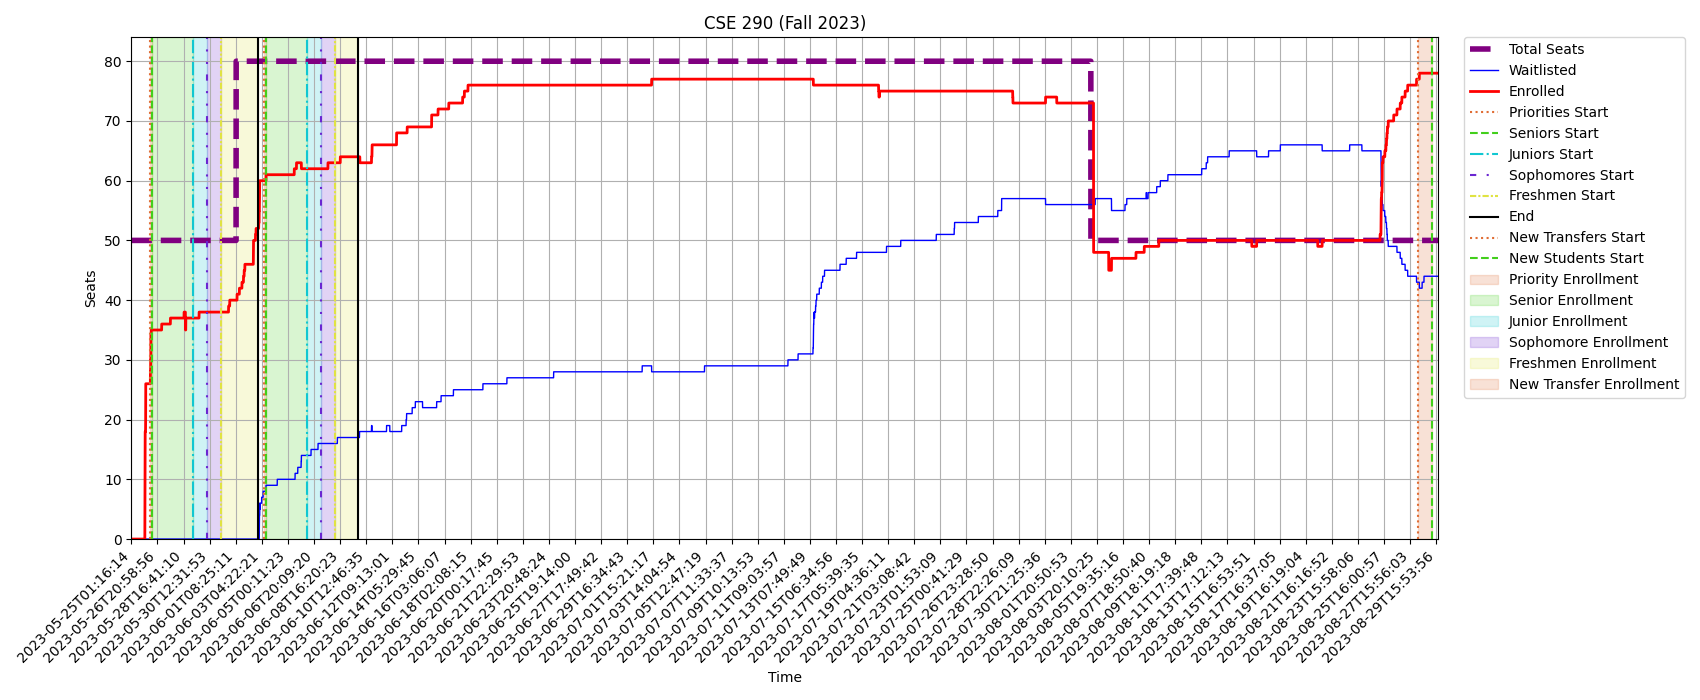 CSE 290 (Fall 2023)
Seats
80
70
60
50
40
30
20
10
0
2023-05-25T01:16:14
2023-05-26T20:58:56
2023-05-28T16:41:10
2023-05-30T12:31:53
2023-06-01T08:25:11
2023-06-03T04:22:21
2023-06-05T00:11:23
2023-06-06T20:09:20
2023-06-08T16:20:23
2023-06-10T12:46:35
2023-06-12T09:13:01
2023-06-14T05:29:45
2023-06-16T03:06:07
2023-06-18T02:08:15
2023-06-20T00:17:45
2023-06-21T22:29:53
2023-06-23T20:48:24
2023-06-25T19:14:00
2023-06-27T17:49:42
2023-06-29T16:34:43
2023-07-01T15:21:17
2023-07-03T14:04:54
2023-07-05T12:47:19
2023-07-07T11:33:37
2023-07-09T10:13:53
2023-07-11T09:03:57
2023-07-13T07:49:49
2023-07-15T06:34:56
2023-07-17T05:39:35
2023-07-19T04:36:11
2023-07-21T03:08:42
2023-07-23T01:53:09
2023-07-25T00:41:29
2023-07-26T23:28:50
2023-07-28T22:26:09
2023-07-30T21:25:36
2023-08-01T20:50:53
2023-08-03T20:10:25
2023-08-05T19:35:16
2023-08-07T18:50:40
2023-08-09T18:19:18
2023-08-11T17:39:48
2023-08-13T17:12:13
2023-08-15T16:53:51
2023-08-17T16:37:05
2023-08-19T16:19:04
2023-08-21T16:16:52
2023-08-23T15:58:06
2023-08-25T16:00:57
2023-08-27T15:56:03
2023-08-29T15:53:56
Time
Total Seats
Waitlisted
Enrolled
Priorities Start
Seniors Start
Juniors Start
Sophomores Start
Freshmen Start
End
New Transfers Start
New Students Start
Priority Enrollment
Senior Enrollment
Junior Enrollment
Sophomore Enrollment
Freshmen Enrollment
New Transfer Enrollment